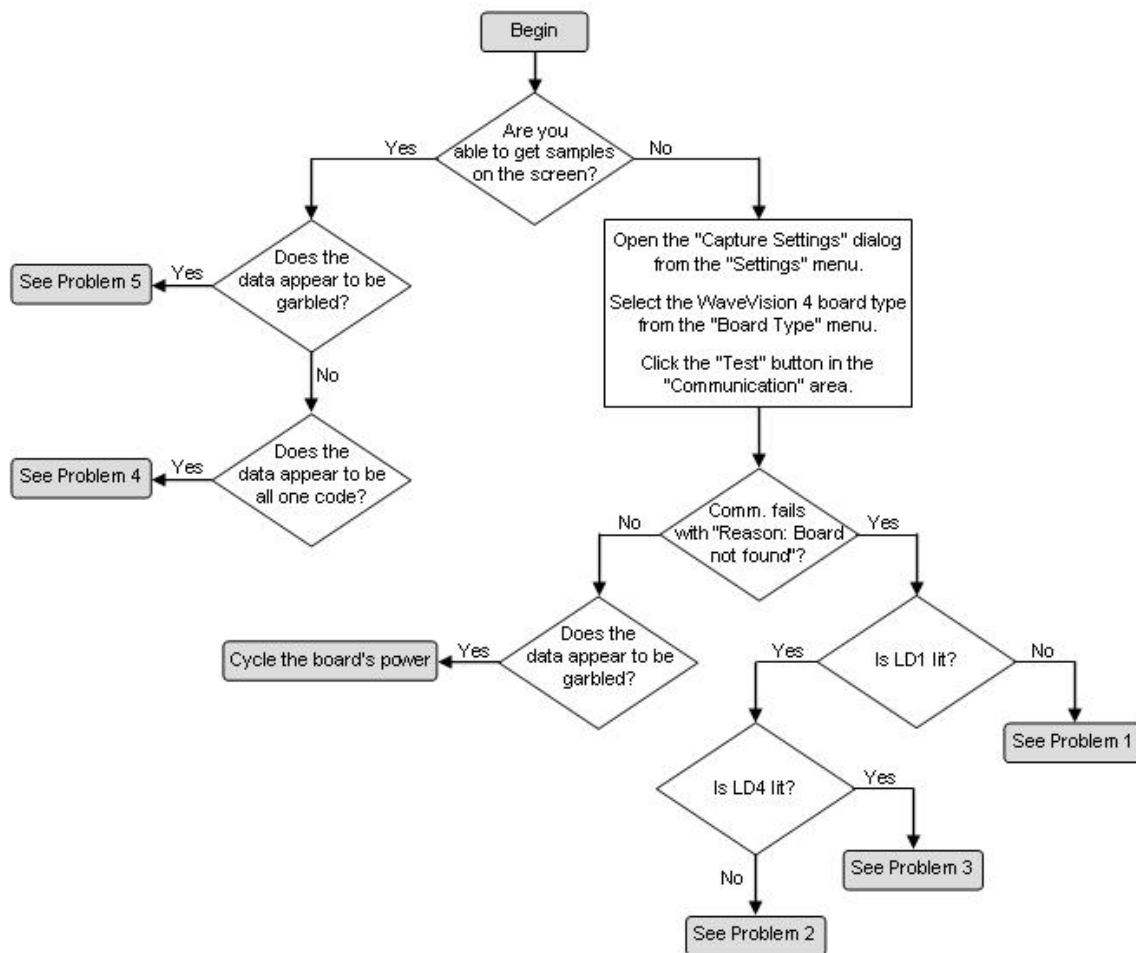 Begin
Are you
able to get samples
on the screen?
Yes
No
Does the
data appear to be
garbled?
Yes
See Problem 5
No
Does the
data appear to be
all one code?
Yes
See Problem 4
Open the "Capture Settings" dialog
from the "Settings" menu.
Select the WaveVision 4 board type
from the "Board Type" menu.
Click the "Test" button in the
"Communication" area.
Comm. fails
with "Reason: Board
not found"?
No
Yes
Does the
data appear to be
garbled?
Yes
Cycle the board's power
Is LD1 lit?
Yes
No
See Problem 1
Is LD4 lit?
Yes
See Problem 3
No
See Problem 2